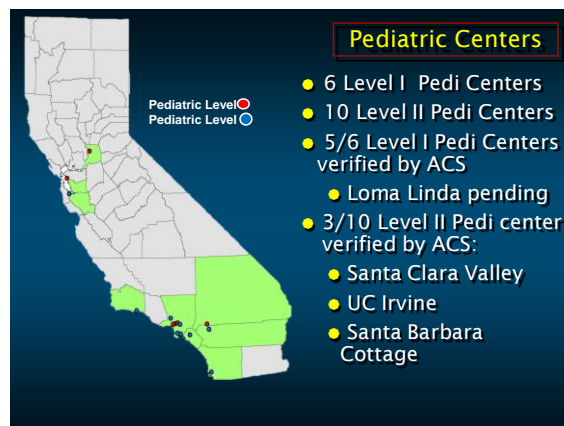 Pediatric Centers
Pediatric Level
Pediatric Level
6 Level I Pedi Centers
10 Level II Pedi Centers
5/6 Level I Pedi Centers
verified by ACS
Loma Linda pending
3/10 Level II Pedi center
verified by ACS:
Santa Clara Valley
UC Irvine
Santa Barbara
Cottage